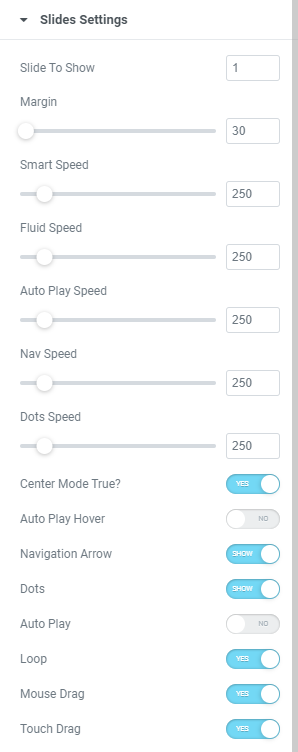 Slides Settings
Slide To Show 1
Margin
30
Smart Speed
250
Fluid Speed
250
Auto Play Speed
250
Nav Speed
250
Dots Speed
250
Center Mode True? YES
Auto Play Hover NO
Navigation Arrow SHOW
Dots SHOW
Auto Play NO
Loop YES
Mouse Drag YES
Touch Drag YES